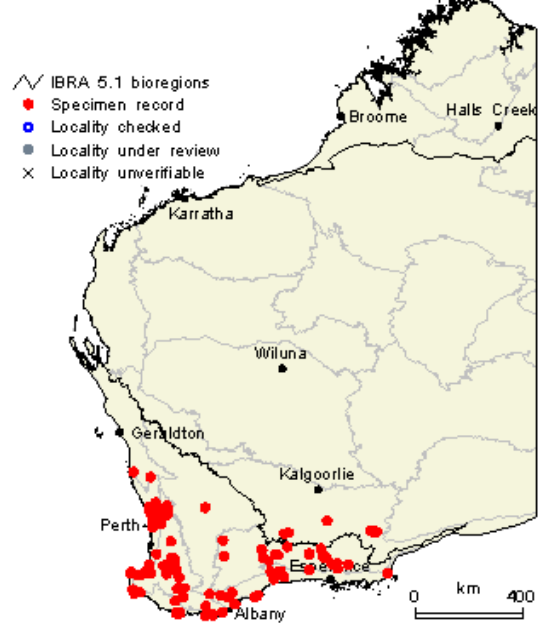 IBRA 5.1 bioregions
Specimen record
Locality checked
Locality under review
Locality unverifiable
Broome
Halls Creek
Karratha
Wiluna
Geraldton
Kalgoorlie
Perth
Esperance
Albany
km
0 400